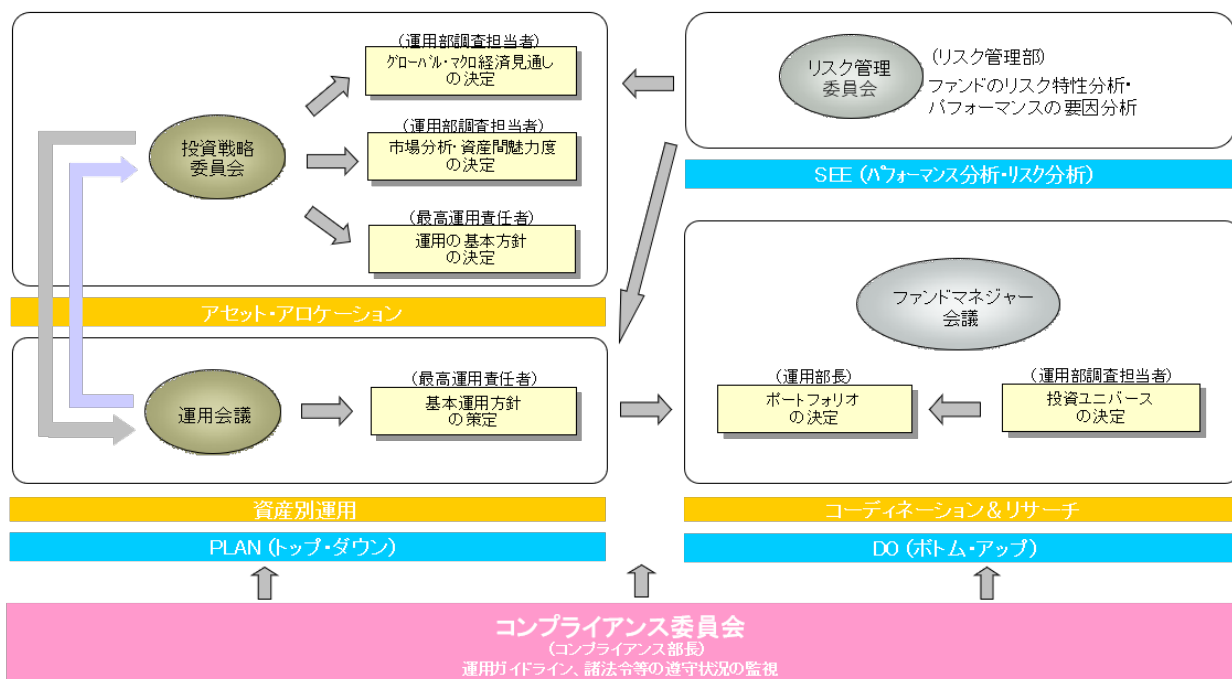 (運用部調査担当者)
グローバル・マクロ経済見通し
の決定
投資戦略
委員会
(運用部調査担当者)
市場分析・資産間魅力度
の決定
(最高運用責任者)
運用の基本方針
の決定
アセット・アロケーション
リスク管理
委員会
(リスク管理部)
ファンドのリスク特性分析・
パフォーマンスの要因分析
SEE (パフォーマンス分析・リスク分析)
運用会議
(最高運用責任者)
基本運用方針
の策定
資産別運用
PLAN (トップ・ダウン)
ファンドマネジャー
会議
(運用部長)
ポートフォリオ
の決定
(運用部調査担当者)
投資ユニバース
の決定
コーディネーション&リサーチ
DO (ボトム・アップ)
コンプライアンス委員会
(コンプライアンス部長)
運用ガイドライン、諸法令等の遵守状況の監視